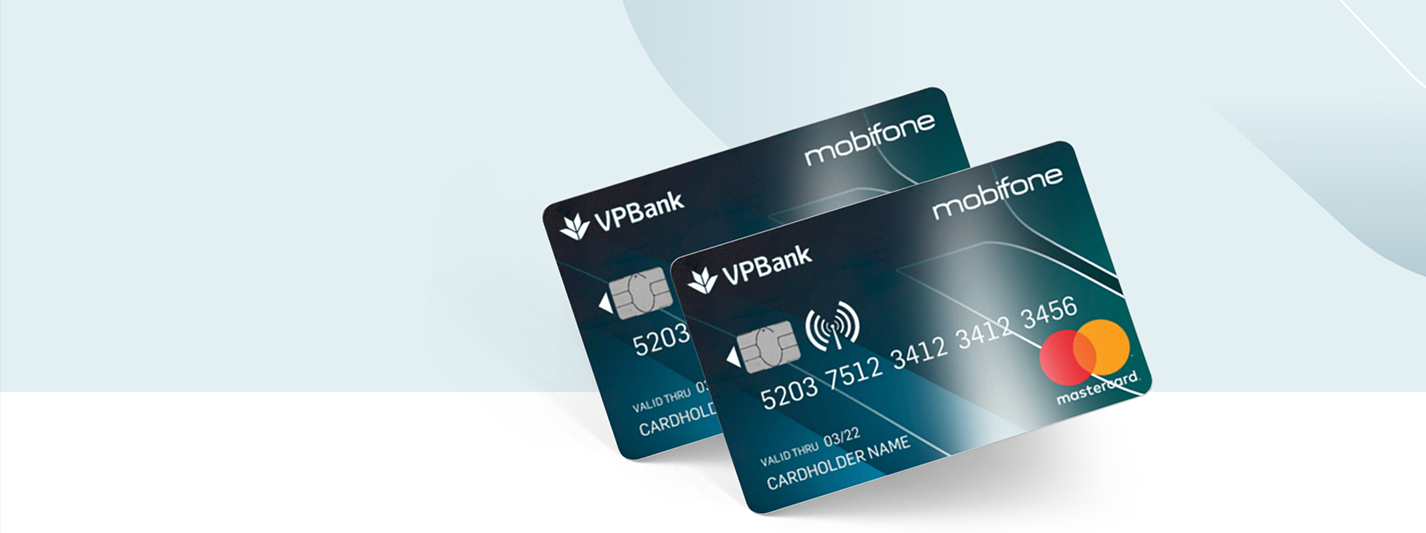 mobifone
VPBank
5203
VALID THRU 03
CARDHOLD
mobifone
VPBank
5203 7512 3412 3412 3456
mastercard.
VALID THRU 03/22
CARDHOLDER NAME